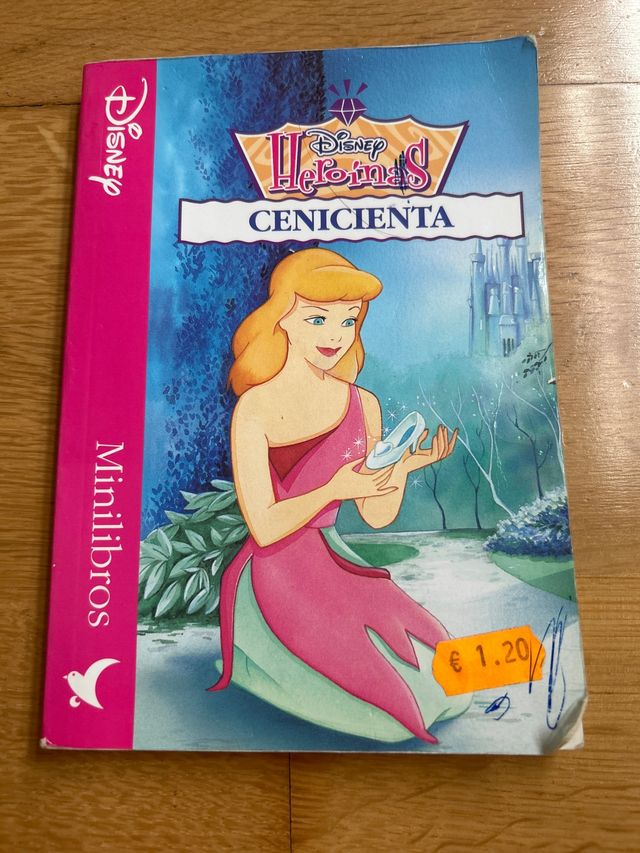 Disney
Minilibros
Disney
Heroínas
CENICIENTA
€ 1.20